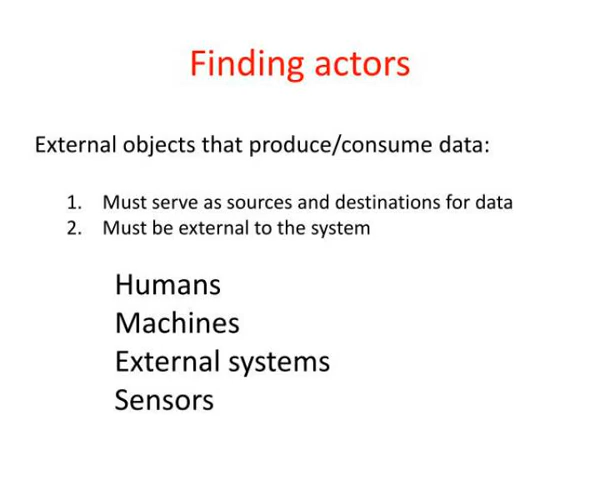 Finding actors
External objects that produce/consume data:
1. Must serve as sources and destinations for data
2. Must be external to the system
Humans
Machines
External systems
Sensors